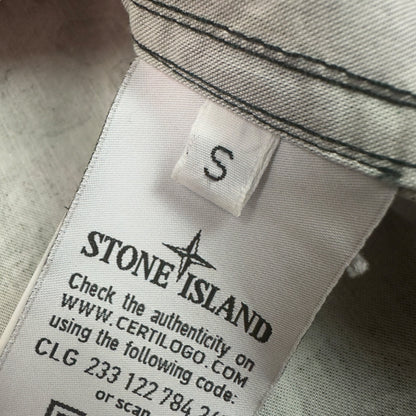 S
STONE ISLAND
Check the authenticity on
WWW.CERTILOGO.COM
using the following code:
CLG 233 122 784
or scan